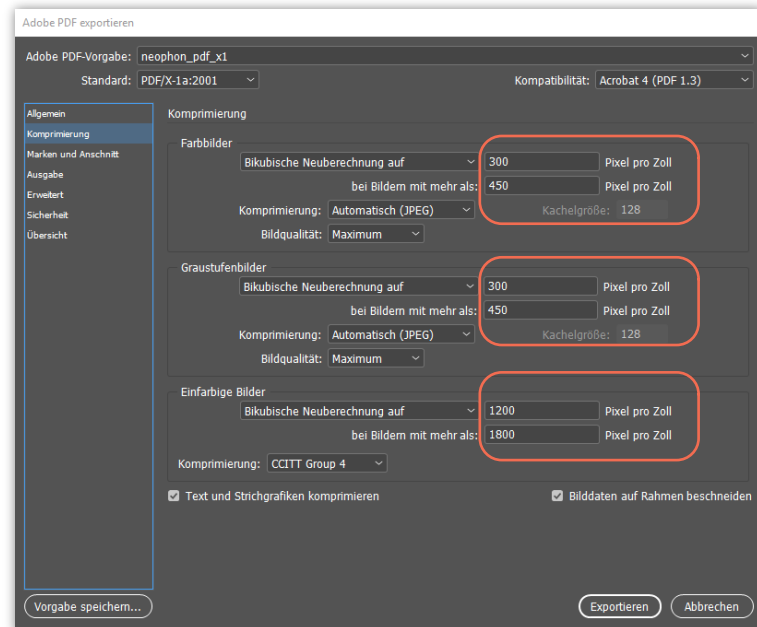 Adobe PDF exportieren
Adobe PDF-Vorgabe: neophon_pdf_x1
Standard: PDF/X-1a:2001 Kompatibilität: Acrobat 4 (PDF 1.3)
Allgemein
Komprimierung
Marken und Anschnitt
Ausgabe
Erweitert
Sicherheit
Übersicht
Komprimierung
Farbbilder
Bikubische Neuberechnung auf 300 Pixel pro Zoll
bei Bildern mit mehr als: 450 Pixel pro Zoll
Komprimierung: Automatisch (JPEG) Kachelgröße: 128
Bildqualität: Maximum
Graustufenbilder
Bikubische Neuberechnung auf 300 Pixel pro Zoll
bei Bildern mit mehr als: 450 Pixel pro Zoll
Komprimierung: Automatisch (JPEG) Kachelgröße: 128
Bildqualität: Maximum
Einfarbige Bilder
Bikubische Neuberechnung auf 1200 Pixel pro Zoll
bei Bildern mit mehr als: 1800 Pixel pro Zoll
Komprimierung: CCITT Group 4
Text und Strichgrafiken komprimieren Bilddaten auf Rahmen beschneiden
Vorgabe speichern... Exportieren Abbrechen